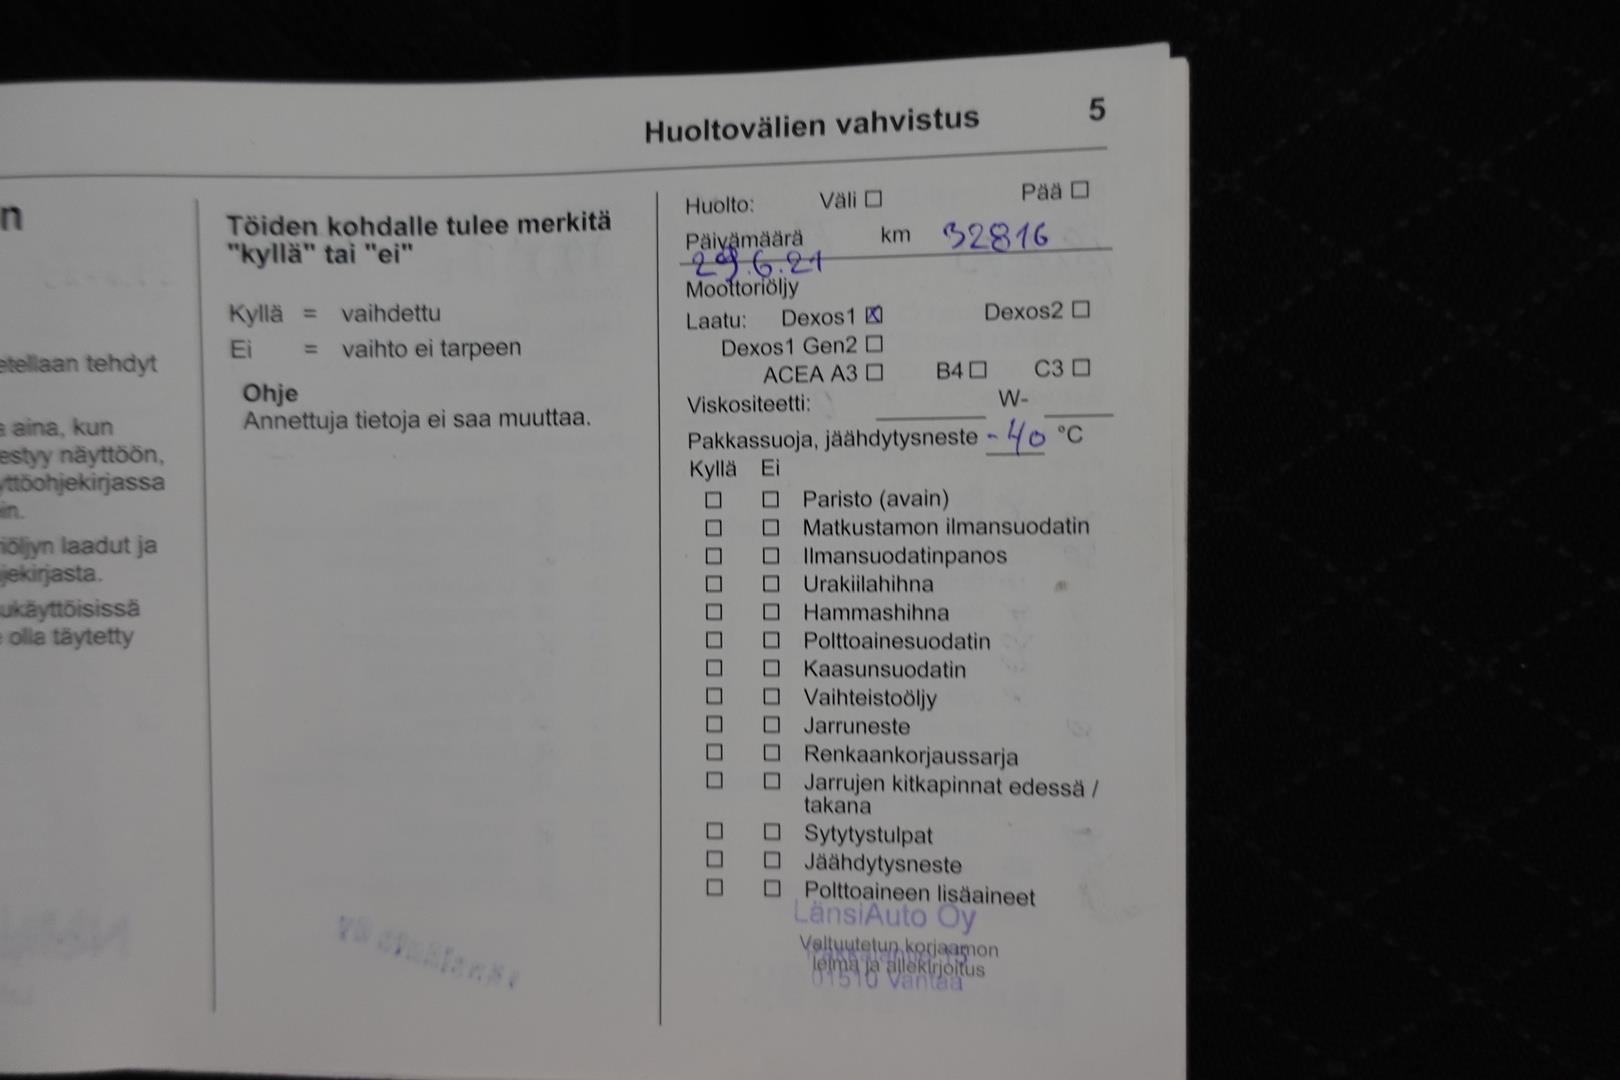 Huoltovälien vahvistus 5
n
etellaan tehdyt
aina, kun
estyy näyttöön,
yttöohjekirjassa
in.
iöljyn laadut ja
jekirjasta.
ukäyttöisissä
olla täytetty
Töiden kohdalle tulee merkitä
"kyllä" tai "ei"
Kyllä = vaihdettu
Ei = vaihto ei tarpeen
Ohje
Annettuja tietoja ei saa muuttaa.
Huolto: Väli ☐ Pää ☐
Päivämäärä km 32816
29.6.21
Moottoriöljy
Laatu: Dexos1 ☒ Dexos2 ☐
Dexos1 Gen2 ☐
ACEA A3 ☐ B4 ☐ C3 ☐
Viskositeetti: W-
Pakkassuoja, jäähdytysneste -40 °C
Kyllä Ei
☐ ☐ Paristo (avain)
☐ ☐ Matkustamon ilmansuodatin
☐ ☐ Ilmansuodatinpanos
☐ ☐ Urakiilahihna
☐ ☐ Hammashihna
☐ ☐ Polttoainesuodatin
☐ ☐ Kaasunsuodatin
☐ ☐ Vaihteistoöljy
☐ ☐ Jarruneste
☐ ☐ Renkaankorjaussarja
☐ ☐ Jarrujen kitkapinnat edessä /
takana
☐ ☐ Sytytystulpat
☐ ☐ Jäähdytysneste
☐ ☐ Polttoaineen lisäaineet
LänsiAuto Oy
Valtuutetun korjaamon
leima ja allekirjoitus
01510 Vantaa